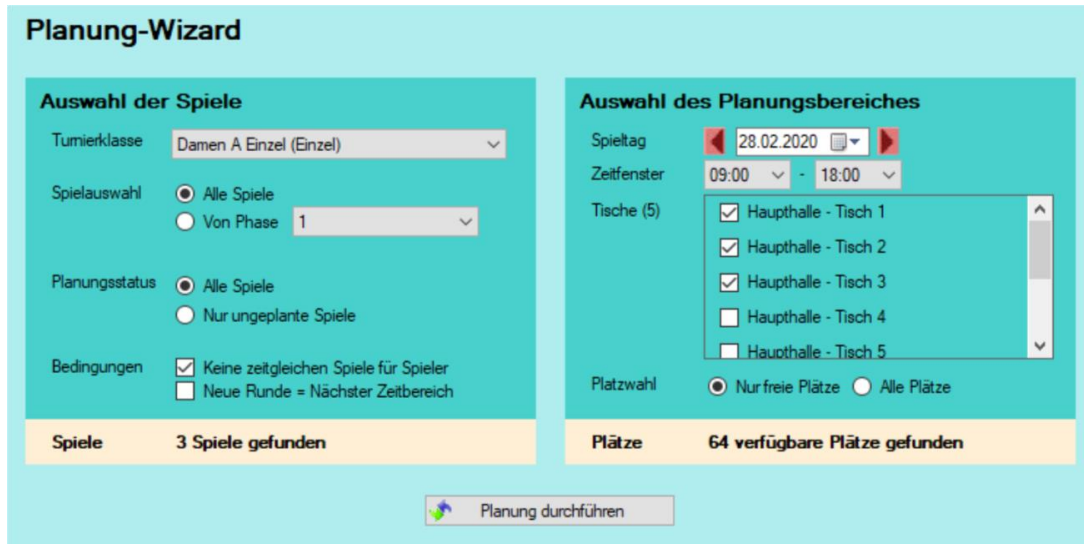 Planung-Wizard
Auswahl der Spiele
Turnierklasse Damen A Einzel (Einzel)
Spielauswahl Alle Spiele
Von Phase 1
Planungsstatus Alle Spiele
Nur ungeplante Spiele
Bedingungen Keine zeitgleichen Spiele für Spieler
Neue Runde = Nächster Zeitbereich
Spiele 3 Spiele gefunden
Auswahl des Planungsbereiches
Spieltag 28.02.2020
Zeitfenster 09:00 - 18:00
Tische (5) Haupthalle - Tisch 1
Haupthalle - Tisch 2
Haupthalle - Tisch 3
Haupthalle - Tisch 4
Haupthalle - Tisch 5
Platzwahl Nur freie Plätze Alle Plätze
Plätze 64 verfügbare Plätze gefunden
Planung durchführen